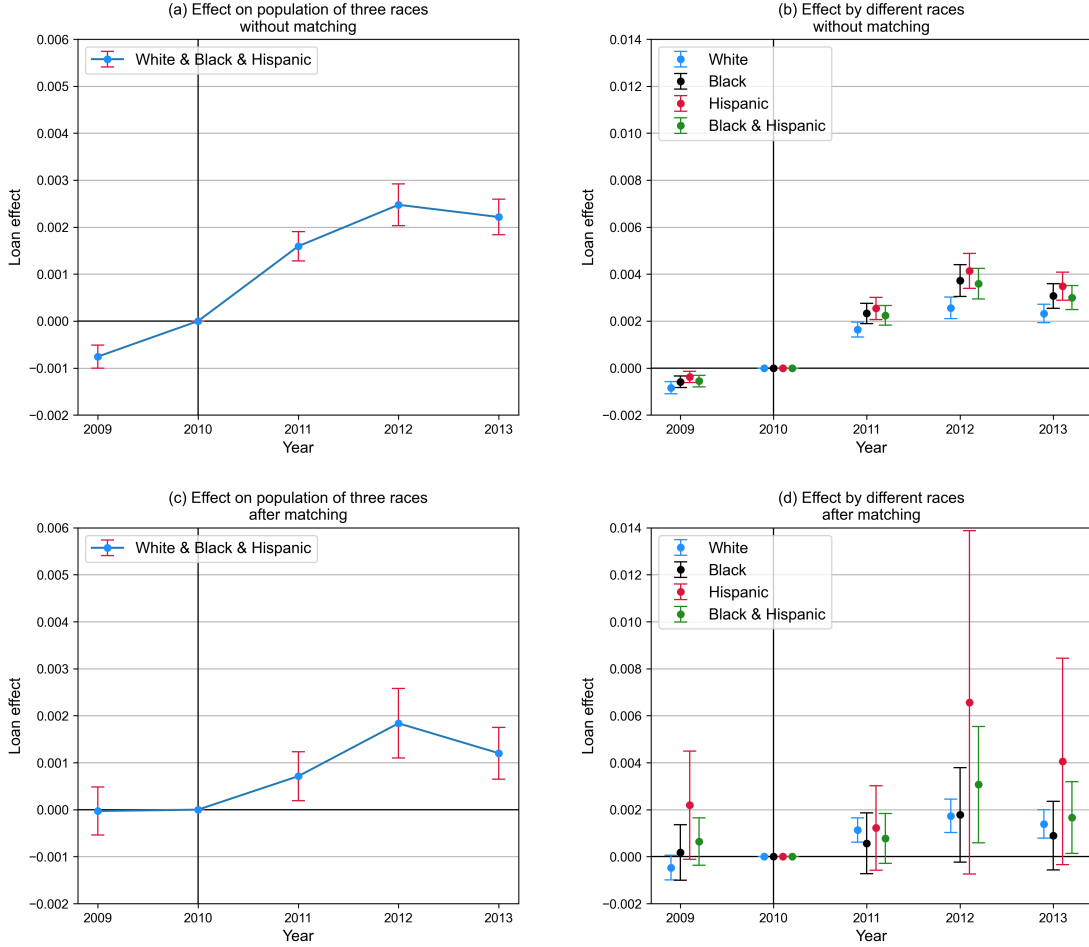 (a) Effect on population of three races
without matching
0.006
0.005
0.004
0.003
0.002
0.001
0.000
−0.001
−0.002
Loan effect
White & Black & Hispanic
2009 2010 2011 2012 2013
Year
(b) Effect by different races
without matching
0.014
0.012
0.010
0.008
0.006
0.004
0.002
0.000
−0.002
Loan effect
White
Black
Hispanic
Black & Hispanic
2009 2010 2011 2012 2013
Year
(c) Effect on population of three races
after matching
0.006
0.005
0.004
0.003
0.002
0.001
0.000
−0.001
−0.002
Loan effect
White & Black & Hispanic
2009 2010 2011 2012 2013
Year
(d) Effect by different races
after matching
0.014
0.012
0.010
0.008
0.006
0.004
0.002
0.000
−0.002
Loan effect
White
Black
Hispanic
Black & Hispanic
2009 2010 2011 2012 2013
Year